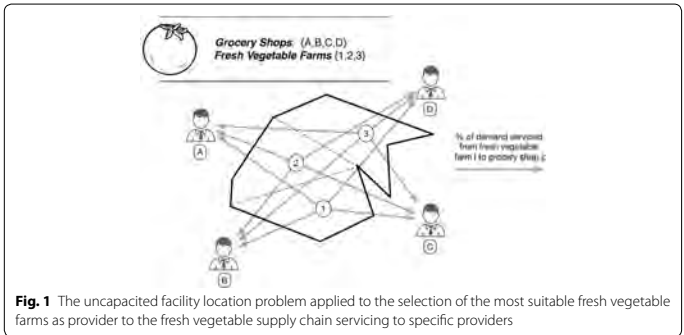 Grocery Shops: (A,B,C,D)
Fresh Vegetable Farms (1,2,3)
D
A
3
% of demand serviced
from fresh vegetable
farm i to grocery shop j
2
1
C
B
Fig. 1 The uncapacited facility location problem applied to the selection of the most suitable fresh vegetable
farms as provider to the fresh vegetable supply chain servicing to specific providers